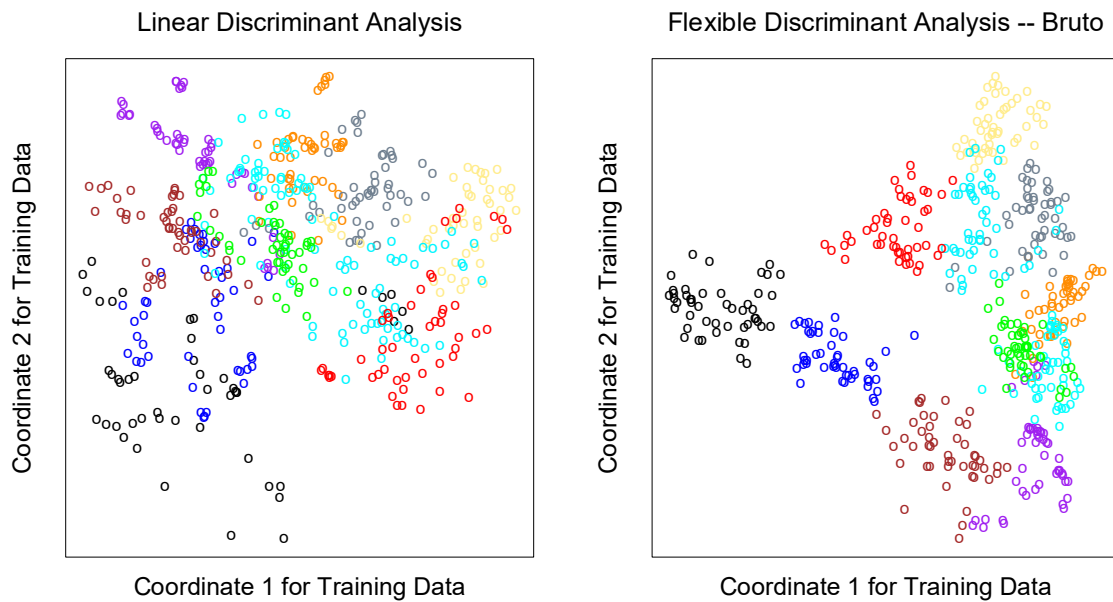 Linear Discriminant Analysis
Flexible Discriminant Analysis -- Bruto
Coordinate 2 for Training Data
Coordinate 2 for Training Data
Coordinate 1 for Training Data
Coordinate 1 for Training Data